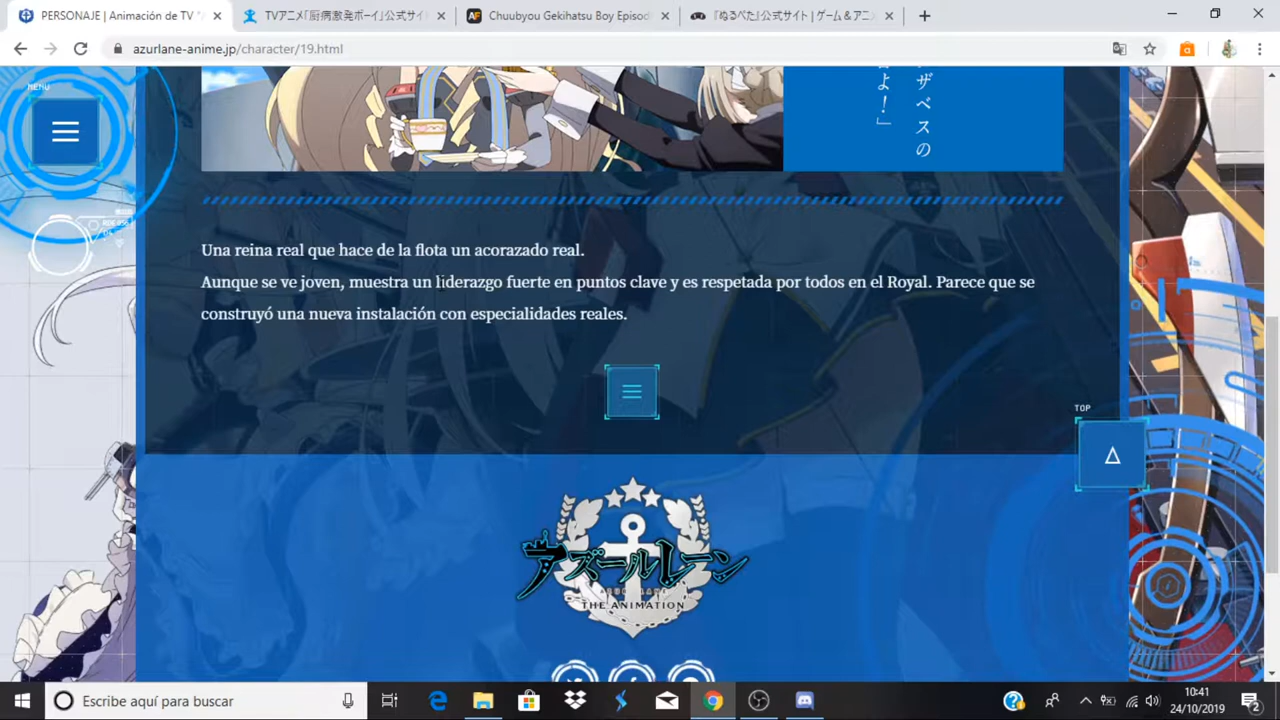 PERSONAJE | Animación de TV "A
TVアニメ「厨病激発ボーイ」公式サイト
Chuubyou Gekihatsu Boy Episod
『ぬるぺた』公式サイト | ゲーム & アニ
azurlane-anime.jp/character/19.html
MENU
ザベスの
よ！」
Una reina real que hace de la flota un acorazado real.
Aunque se ve joven, muestra un liderazgo fuerte en puntos clave y es respetada por todos en el Royal. Parece que se
construyó una nueva instalación con especialidades reales.
TOP
アズールレーン
AZUR LANE
THE ANIMATION
Escribe aquí para buscar
10:41
24/10/2019
2